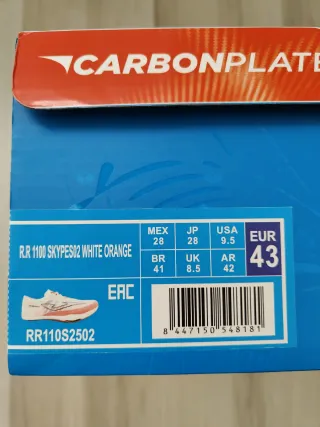 CARBONPLATE
R.R 1100 SKYPES02 WHITE ORANGE
MEX 28
JP 28
USA 9.5
EUR 43
BR 41
UK 8.5
AR 42
EAC
RR110S2502
8 447150 548181